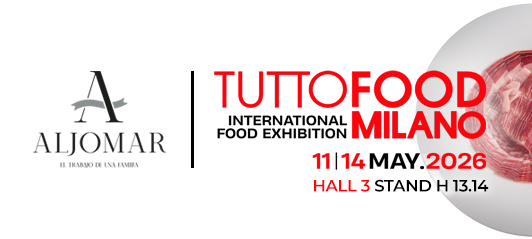 A
ALJOMAR
EL TRABAJO DE UNA FAMILIA
TUTTOFOOD
INTERNATIONAL
FOOD EXHIBITION
MILANO
11|14 MAY.2026
HALL 3 STAND H 13.14